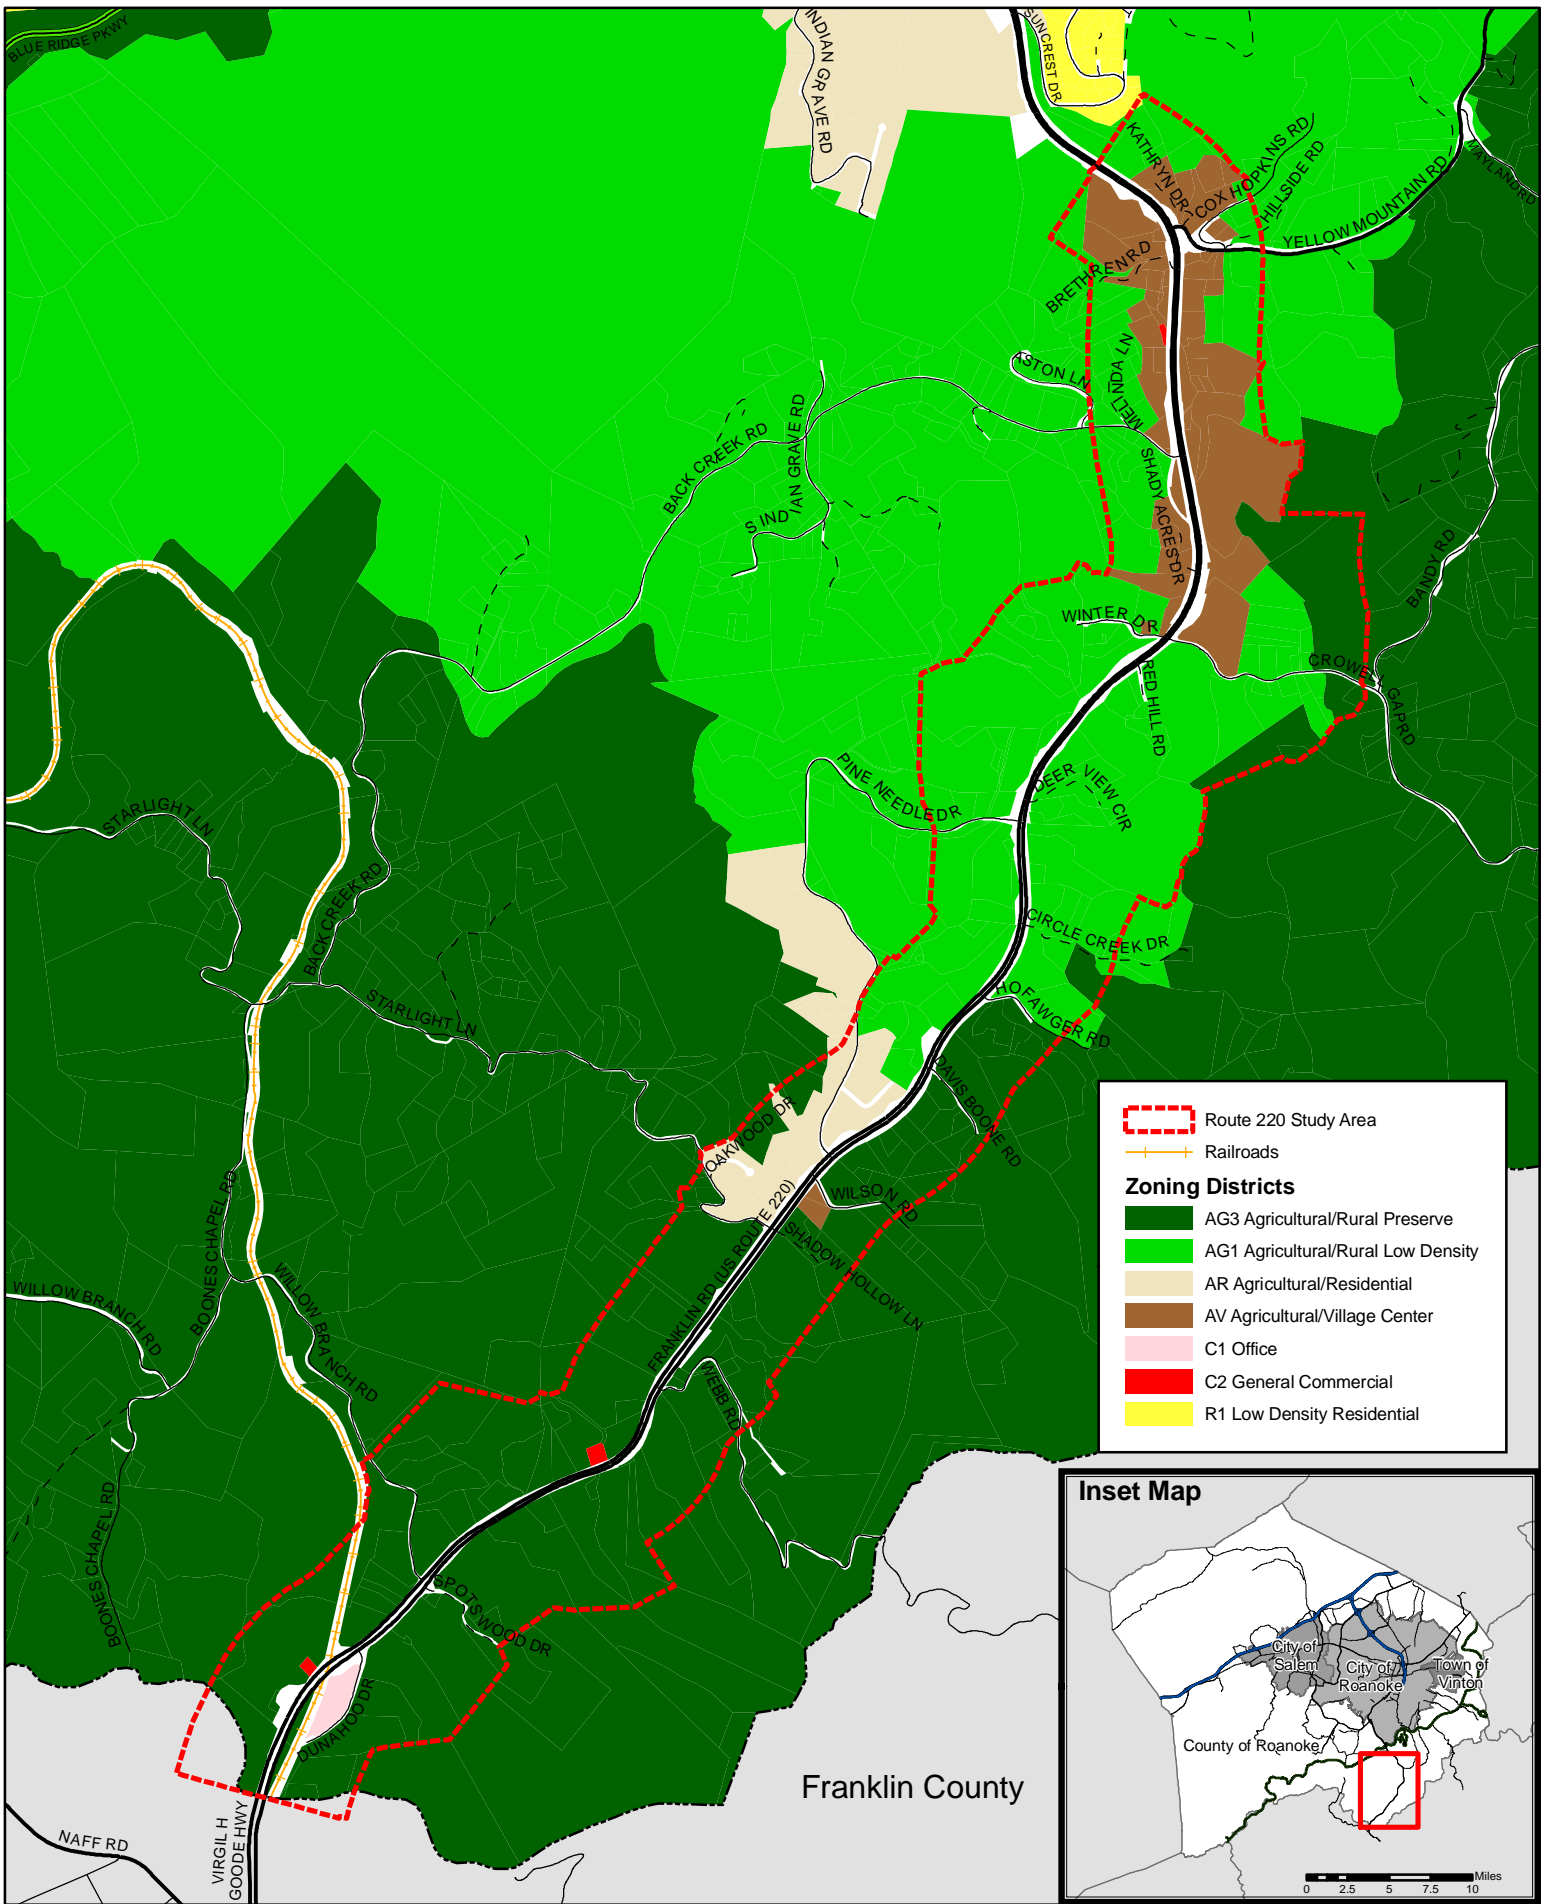 BLUE RIDGE PKWY
INDIAN GRAVE RD
SUNCREST DR
KATHRYN DR
COX HOPKINS RD
HILLSIDE RD
MAYLAND RD
YELLOW MOUNTAIN RD
BRETHREN RD
ASTON LN
MELINDA LN
BACK CREEK RD
S INDIAN GRAVE RD
SHADY ACRES DR
BANDY RD
WINTER DR
RED HILL RD
CROWELL GAP RD
PINE NEEDLE DR
DEER VIEW CIR
STARLIGHT LN
BACK CREEK RD
STARLIGHT LN
CIRCLE CREEK DR
HOFAWGER RD
DAVIS BOONE RD
OAKWOOD DR
WILSON RD
SHADOW HOLLOW LN
FRANKLIN RD (US ROUTE 220)
BOONES CHAPEL RD
WILLOW BRANCH RD
WILLOW BRANCH RD
WEBB RD
BOONES CHAPEL RD
SPOTSWOOD DR
DUNAHOO DR
VIRGIL H
GOODE HWY
NAFF RD
Franklin County
Route 220 Study Area
Railroads
Zoning Districts
AG3 Agricultural/Rural Preserve
AG1 Agricultural/Rural Low Density
AR Agricultural/Residential
AV Agricultural/Village Center
C1 Office
C2 General Commercial
R1 Low Density Residential
Inset Map
City of
Salem
City of
Roanoke
Town of
Vinton
County of Roanoke
Miles
0 2.5 5 7.5 10